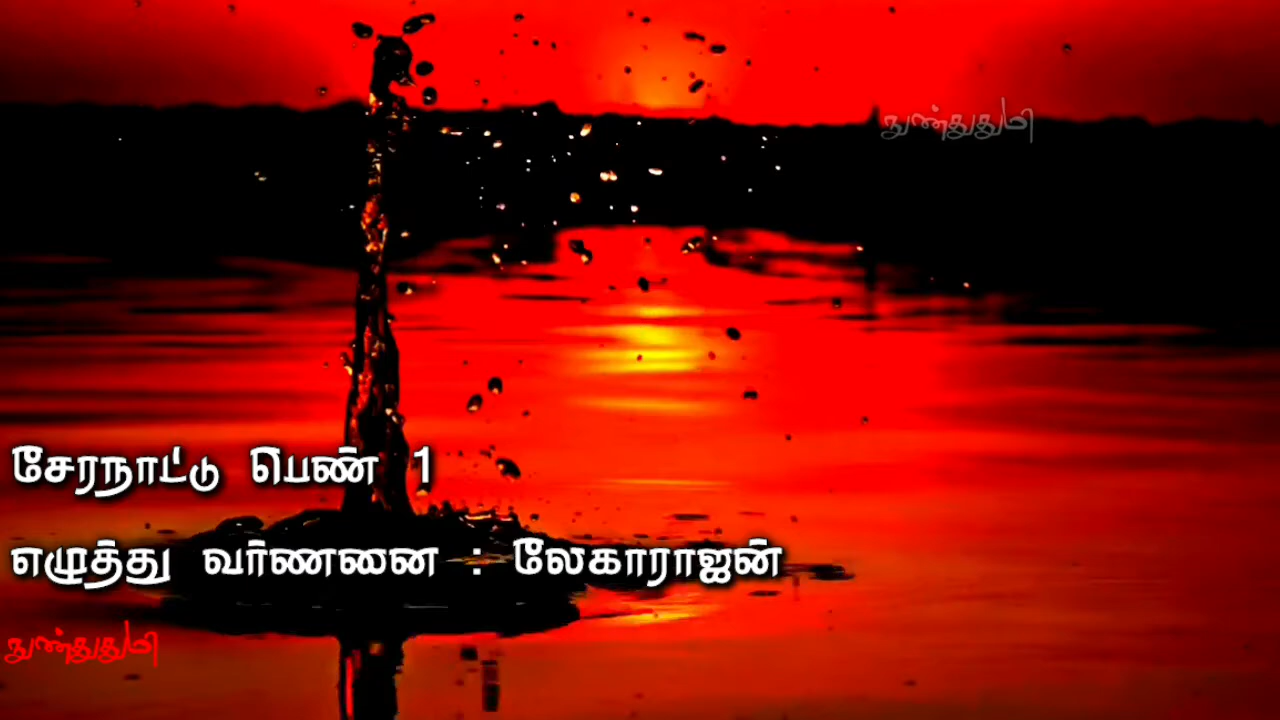 நுண்துதுமி
சேரநாட்டு பெண் 1
எழுத்து வர்ணனை : லேகாராஜன்
நுண்துதுமி